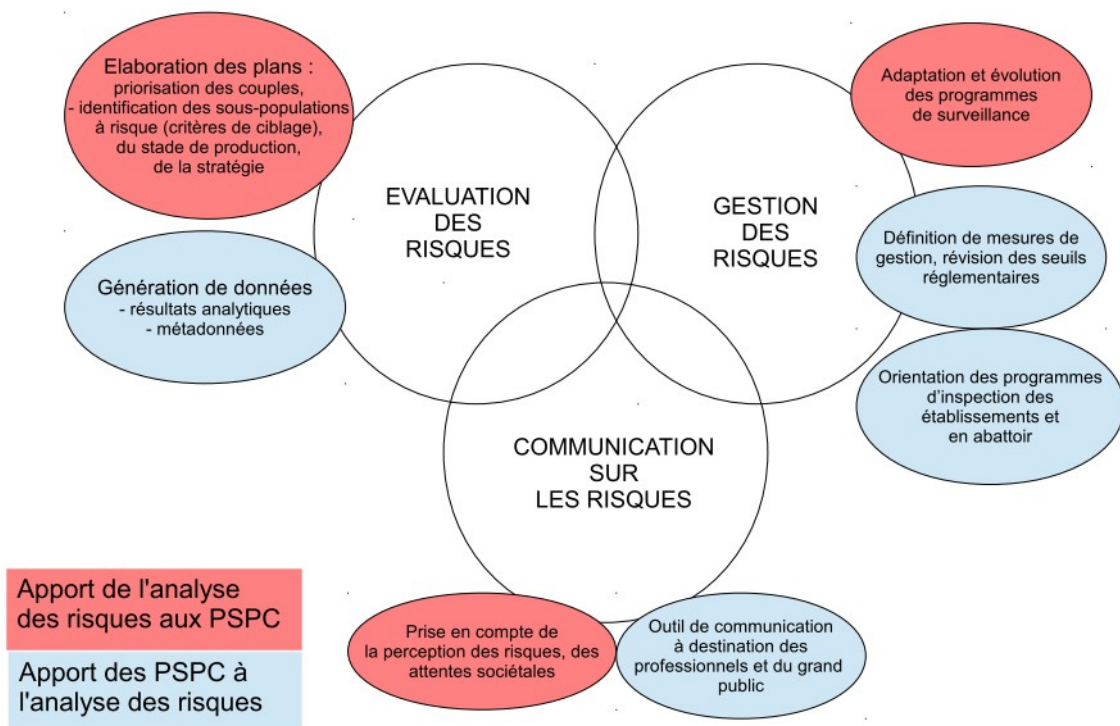 Elaboration des plans :
priorisation des couples,
- identification des sous-populations
à risque (critères de ciblage),
du stade de production,
de la stratégie
Génération de données
- résultats analytiques
- métadonnées
EVALUATION
DES
RISQUES
GESTION
DES
RISQUES
Adaptation et évolution
des programmes
de surveillance
Définition de mesures de
gestion, révision des seuils
réglementaires
Orientation des programmes
d'inspection des
établissements et
en abattoir
COMMUNICATION
SUR
LES RISQUES
Prise en compte de
la perception des risques, des
attentes sociétales
Outil de communication
à destination des
professionnels et du grand
public
Apport de l'analyse
des risques aux PSPC
Apport des PSPC à
l'analyse des risques